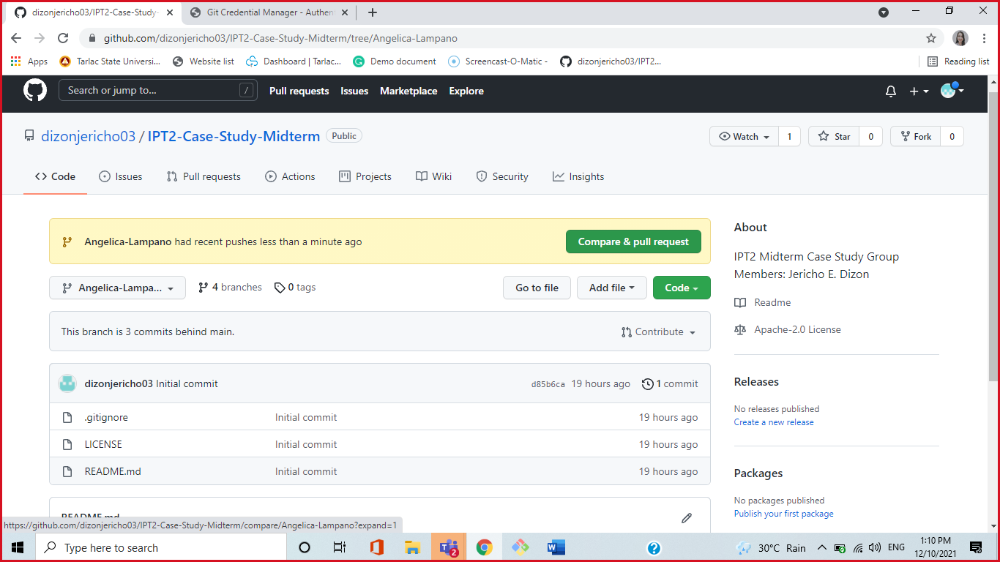 dizonjericho03/IPT2-Case-Study-
Git Credential Manager - Authent
github.com/dizonjericho03/IPT2-Case-Study-Midterm/tree/Angelica-Lampano
Apps
Tarlac State Universi...
Website list
Dashboard | Tarlac...
Demo document
Screencast-O-Matic -
dizonjericho03/IPT2...
Reading list
Search or jump to...
/
Pull requests
Issues
Marketplace
Explore
dizonjericho03 / IPT2-Case-Study-Midterm
Public
Watch 1
Star 0
Fork 0
Code
Issues
Pull requests
Actions
Projects
Wiki
Security
Insights
Angelica-Lampano had recent pushes less than a minute ago
Compare & pull request
Angelica-Lampa...
4 branches
0 tags
Go to file
Add file
Code
This branch is 3 commits behind main.
Contribute
dizonjericho03 Initial commit
d85b6ca 19 hours ago
1 commit
.gitignore Initial commit 19 hours ago
LICENSE Initial commit 19 hours ago
README.md Initial commit 19 hours ago
README.md
About
IPT2 Midterm Case Study Group
Members: Jericho E. Dizon
Readme
Apache-2.0 License
Releases
No releases published
Create a new release
Packages
No packages published
Publish your first package
https://github.com/dizonjericho03/IPT2-Case-Study-Midterm/compare/Angelica-Lampano?expand=1
Type here to search
2
30°C Rain
ENG
1:10 PM
12/10/2021